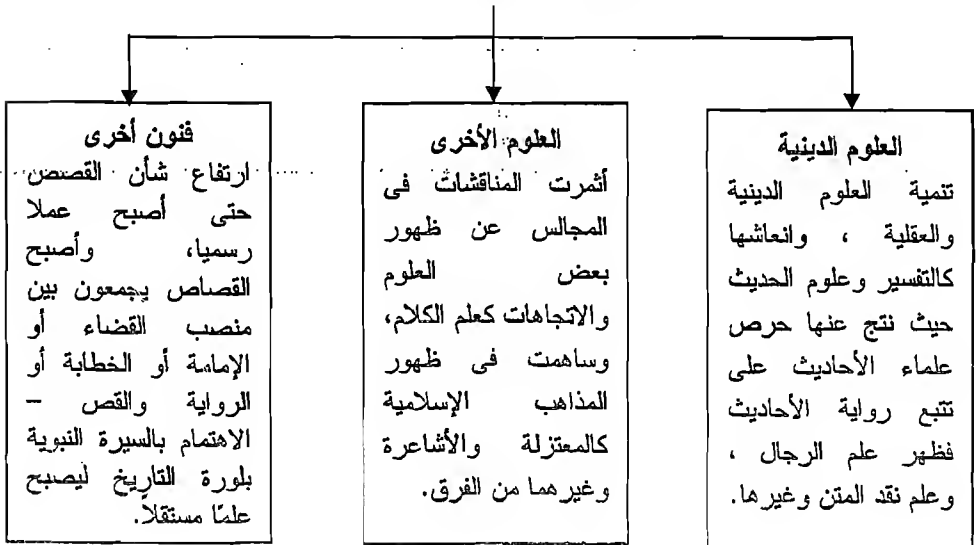 العلوم الدينية
تنمية العلوم الدينية
والعقلية ، وانعاشها
كالتفسير وعلوم الحديث
حيث نتج عنها حرص
علماء الأحاديث على
تتبع رواية الأحاديث
فظهر علم الرجال ،
وعلم نقد المتن وغيرها.
العلوم الأخرى
أثمرت المناقشات فى
المجالس عن ظهور
بعض العلوم
والاتجاهات كعلم الكلام،
وساهمت فى ظهور
المذاهب الإسلامية
كالمعتزلة والأشاعرة
وغيرهما من الفرق.
فنون أخرى
ارتفاع شأن القصص
حتى أصبح عملا
رسميا، وأصبح
القصاص يجمعون بين
منصب القضاء أو
الإمامة أو الخطابة أو
الرواية والقص –
الاهتمام بالسيرة النبوية
بلورة التاريخ ليصبح
علمًا مستقلاً.